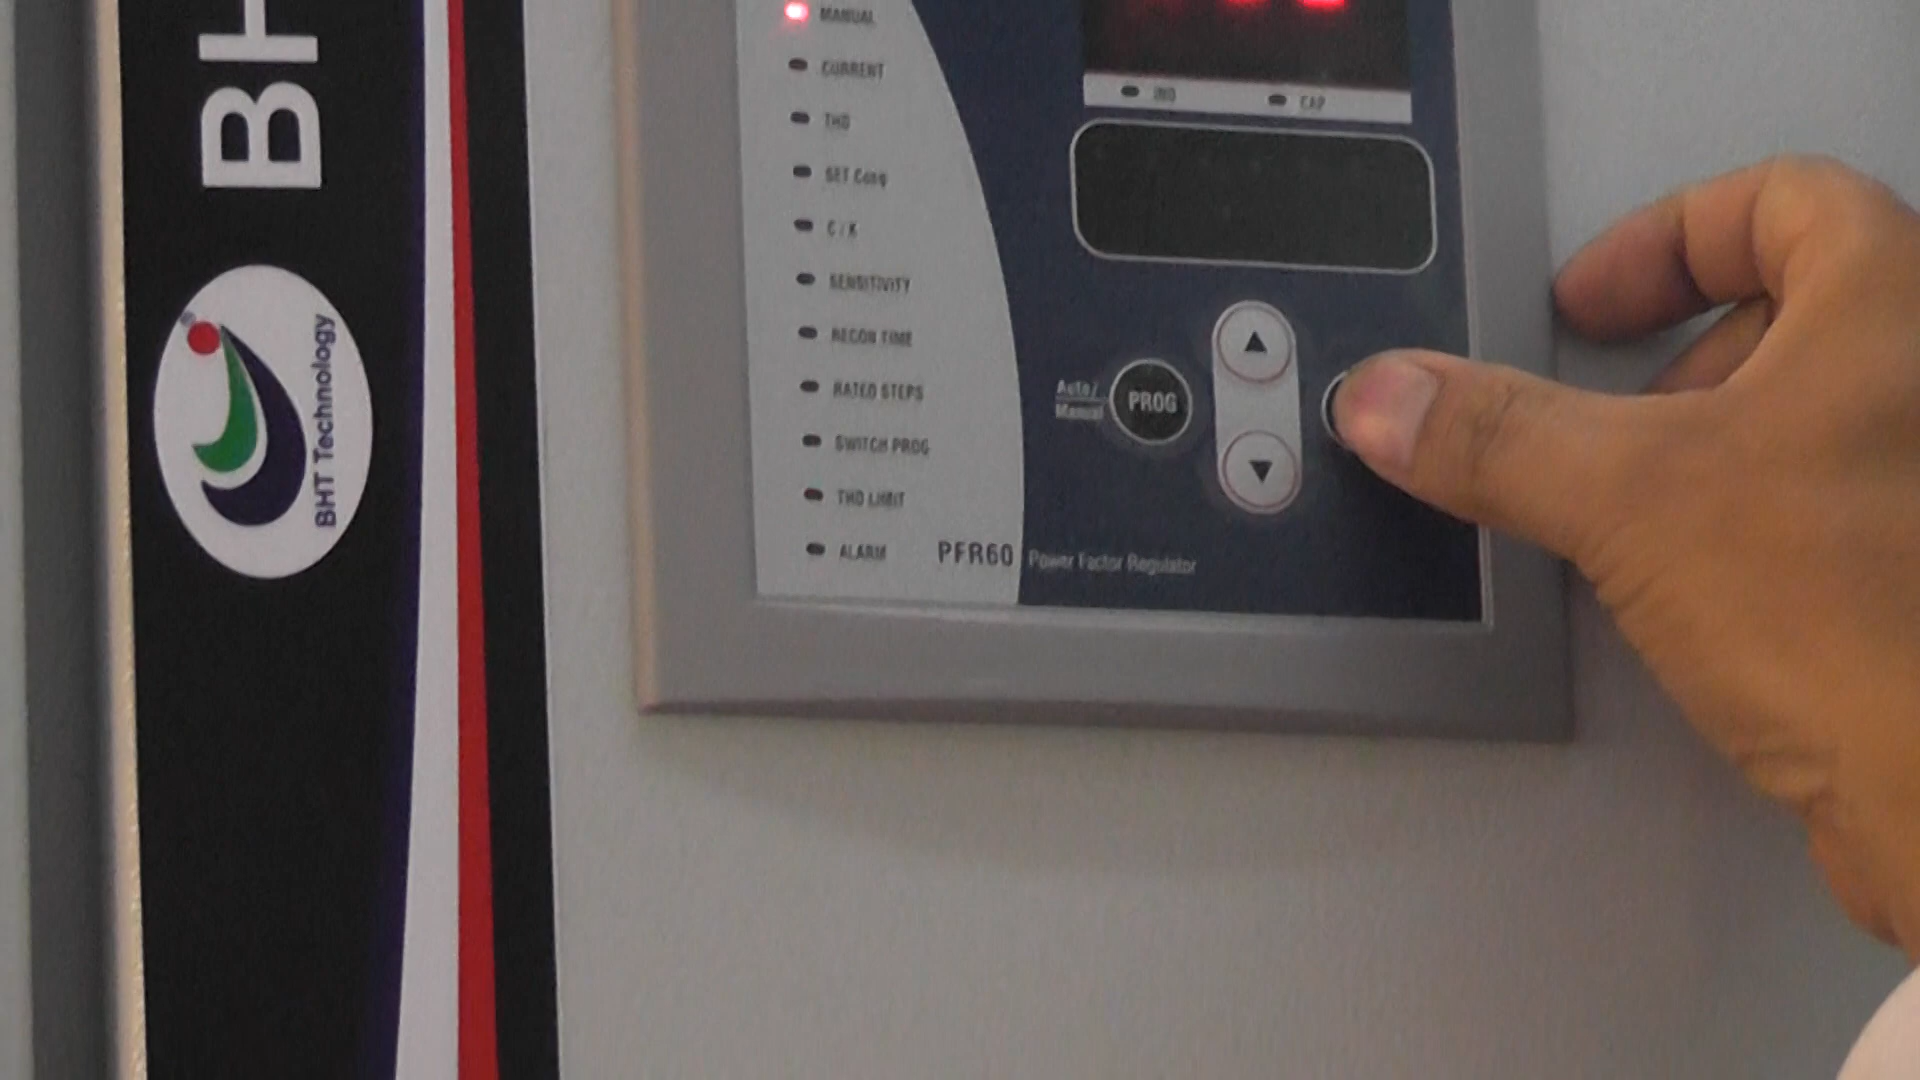 BH
BHT Technology
MANUAL
CURRENT
THD
SET Cosφ
C / K
SENSITIVITY
RECON TIME
RATED STEPS
SWITCH PROG
THD LIMIT
ALARM
IND
CAP
Auto/
Manual
PROG
PFR60 Power Factor Regulator